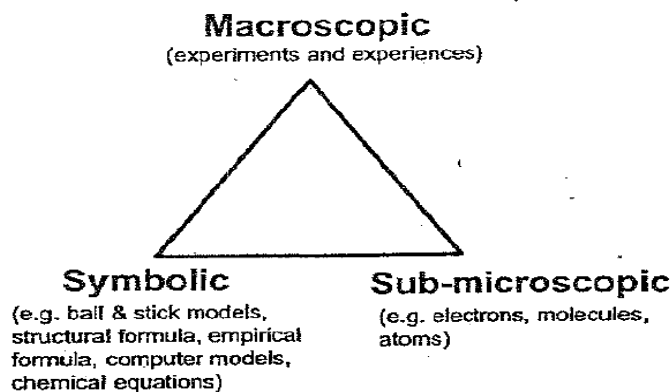 Macroscopic
(experiments and experiences)
Symbolic
(e.g. ball & stick models,
structural formula, empirical
formula, computer models,
chemical equations)
Sub-microscopic
(e.g. electrons, molecules,
atoms)